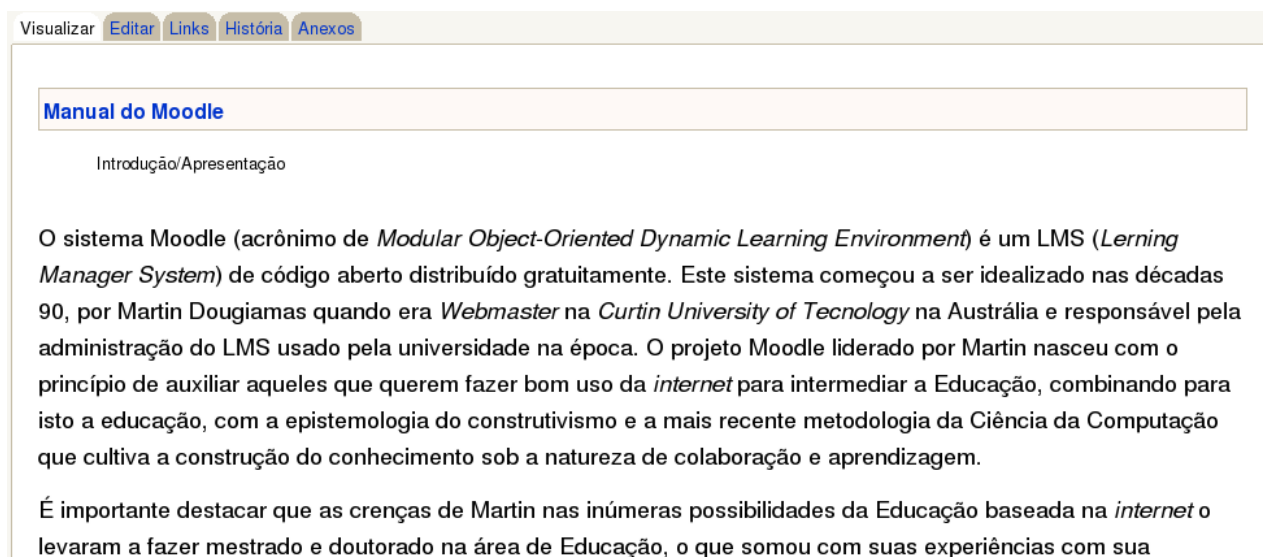 Visualizar Editar Links História Anexos
Manual do Moodle
Introdução/Apresentação
O sistema Moodle (acrônimo de Modular Object-Oriented Dynamic Learning Environment) é um LMS (Lerning
Manager System) de código aberto distribuído gratuitamente. Este sistema começou a ser idealizado nas décadas
90, por Martin Dougiamas quando era Webmaster na Curtin University of Tecnology na Austrália e responsável pela
administração do LMS usado pela universidade na época. O projeto Moodle liderado por Martin nasceu com o
princípio de auxiliar aqueles que querem fazer bom uso da internet para intermediar a Educação, combinando para
isto a educação, com a epistemologia do construtivismo e a mais recente metodologia da Ciência da Computação
que cultiva a construção do conhecimento sob a natureza de colaboração e aprendizagem.
É importante destacar que as crenças de Martin nas inúmeras possibilidades da Educação baseada na internet o
levaram a fazer mestrado e doutorado na área de Educação, o que somou com suas experiências com sua